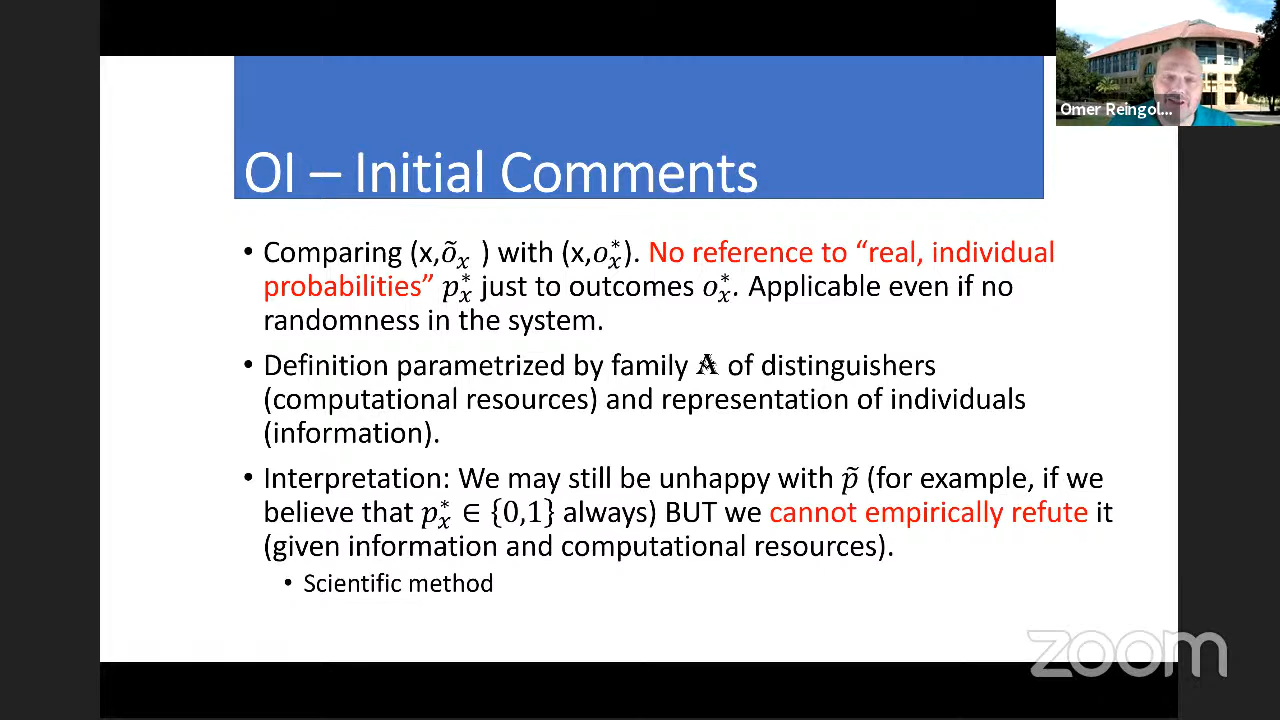 Omer Reingol...
OI – Initial Comments
• Comparing (x,õₓ ) with (x,o*ₓ). No reference to “real, individual
probabilities” p*ₓ just to outcomes o*ₓ. Applicable even if no
randomness in the system.
• Definition parametrized by family A of distinguishers
(computational resources) and representation of individuals
(information).
• Interpretation: We may still be unhappy with p̃ (for example, if we
believe that p*ₓ ∈ {0,1} always) BUT we cannot empirically refute it
(given information and computational resources).
• Scientific method
zoom